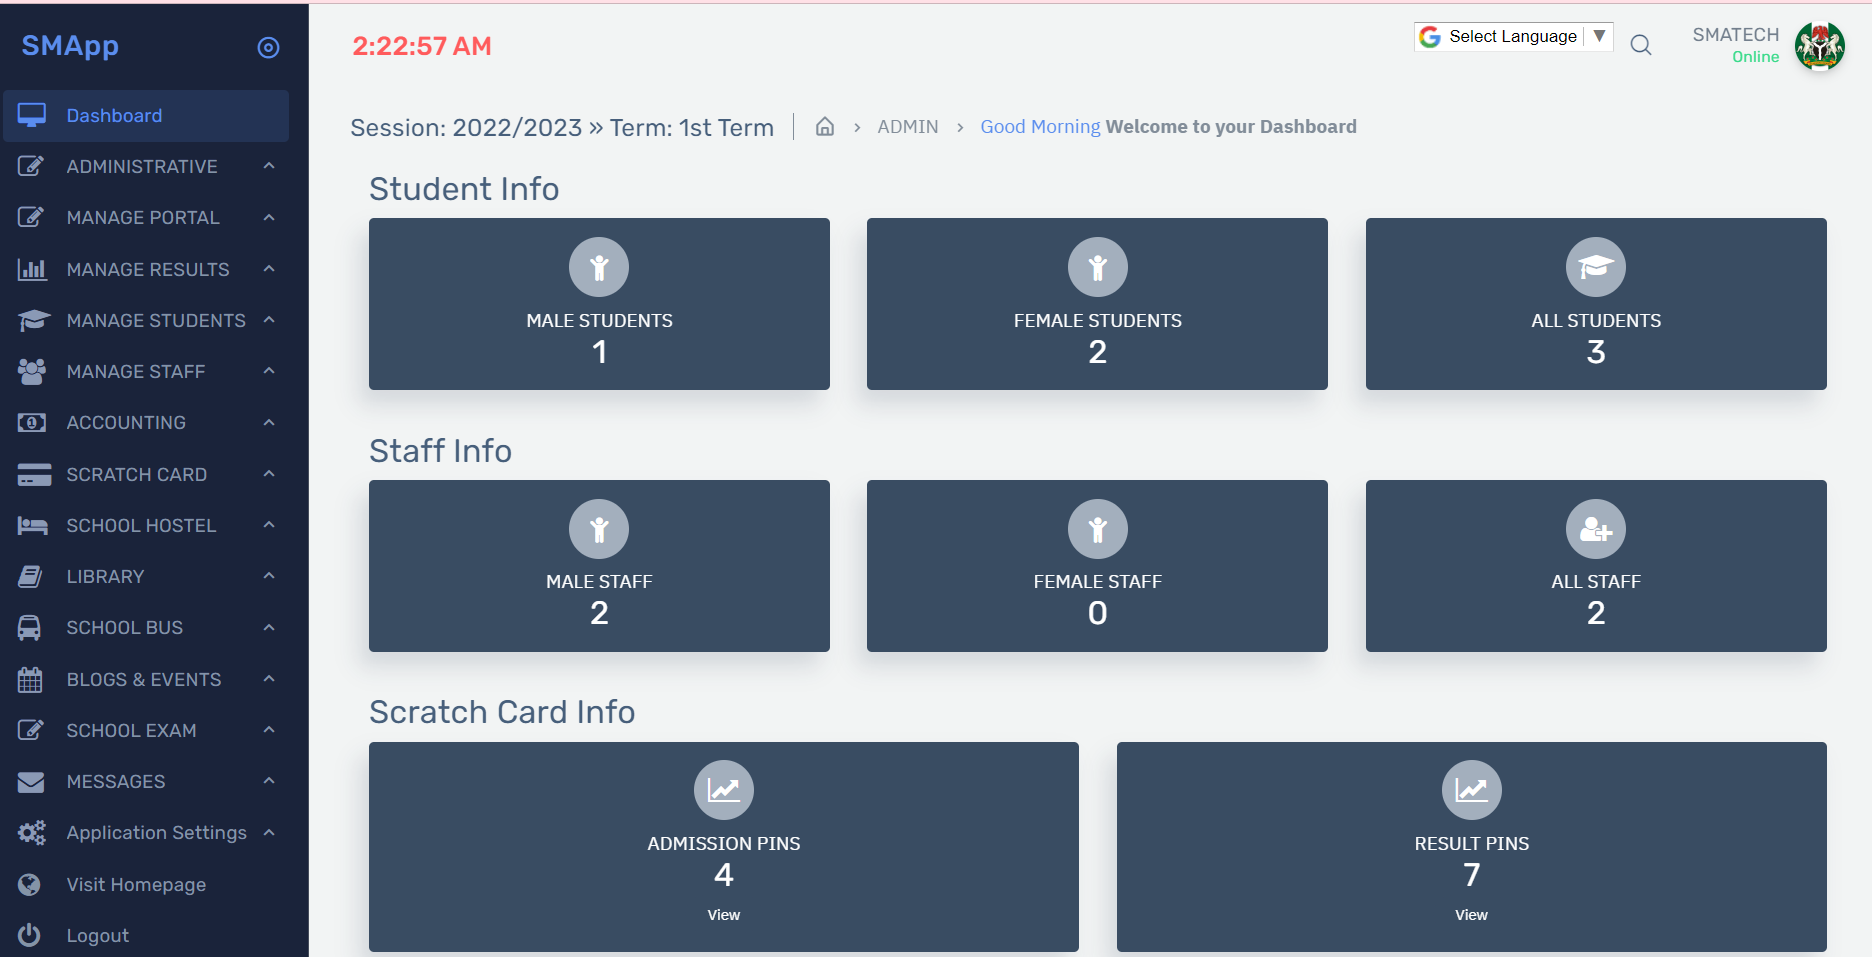 SMApp
Dashboard
ADMINISTRATIVE
MANAGE PORTAL
MANAGE RESULTS
MANAGE STUDENTS
MANAGE STAFF
ACCOUNTING
SCRATCH CARD
SCHOOL HOSTEL
LIBRARY
SCHOOL BUS
BLOGS & EVENTS
SCHOOL EXAM
MESSAGES
Application Settings
Visit Homepage
Logout
2:22:57 AM
Select Language ▼
SMATECH
Online
Session: 2022/2023 » Term: 1st Term
ADMIN
Good Morning Welcome to your Dashboard
Student Info
MALE STUDENTS
1
FEMALE STUDENTS
2
ALL STUDENTS
3
Staff Info
MALE STAFF
2
FEMALE STAFF
0
ALL STAFF
2
Scratch Card Info
ADMISSION PINS
4
View
RESULT PINS
7
View